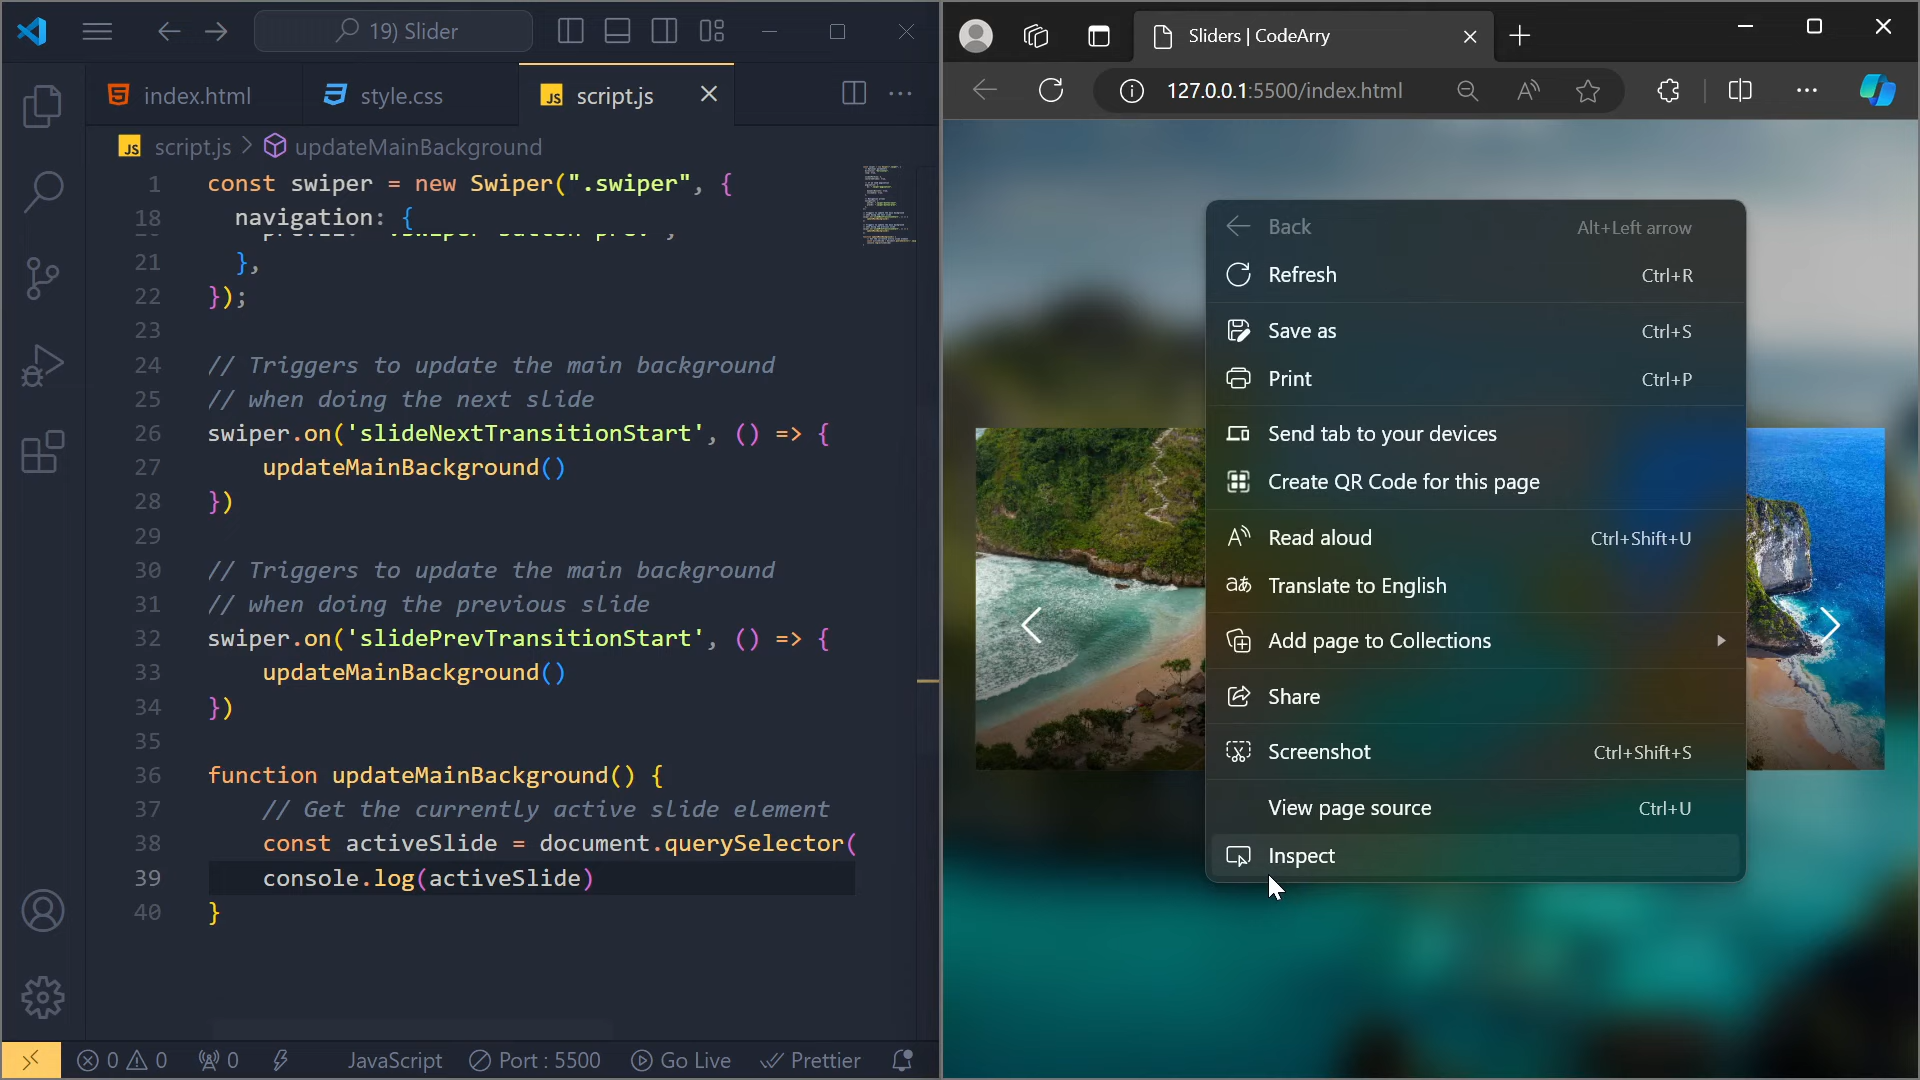 19) Slider
index.html
style.css
script.js
script.js > updateMainBackground
1 const swiper = new Swiper(".swiper", {
18 navigation: {
21 },
22 });
23
24 // Triggers to update the main background
25 // when doing the next slide
26 swiper.on('slideNextTransitionStart', () => {
27 updateMainBackground()
28 })
29
30 // Triggers to update the main background
31 // when doing the previous slide
32 swiper.on('slidePrevTransitionStart', () => {
33 updateMainBackground()
34 })
35
36 function updateMainBackground() {
37 // Get the currently active slide element
38 const activeSlide = document.querySelector(
39 console.log(activeSlide)
40 }
0 0 0 JavaScript Port : 5500 Go Live Prettier
Sliders | CodeArry
127.0.0.1:5500/index.html
Back Alt+Left arrow
Refresh Ctrl+R
Save as Ctrl+S
Print Ctrl+P
Send tab to your devices
Create QR Code for this page
Read aloud Ctrl+Shift+U
Translate to English
Add page to Collections
Share
Screenshot Ctrl+Shift+S
View page source Ctrl+U
Inspect